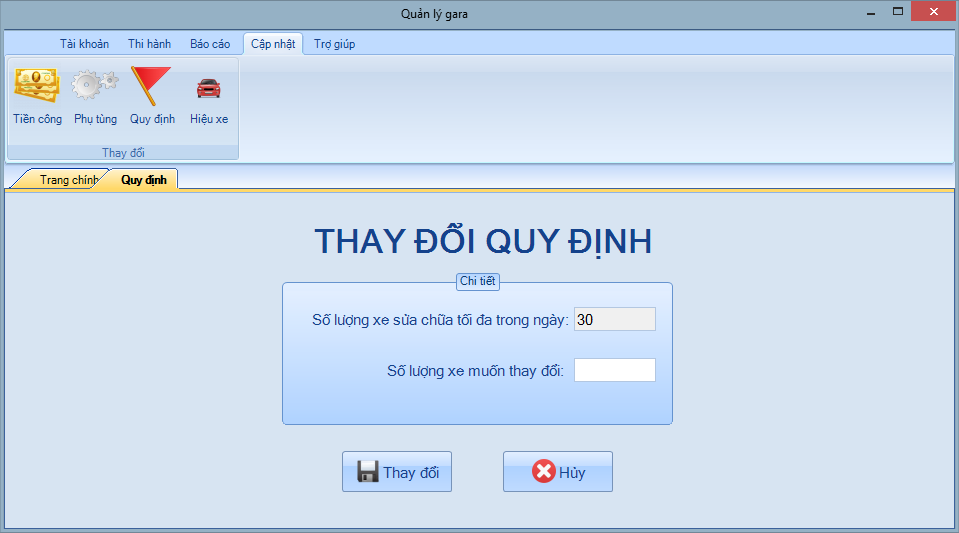 Quản lý gara
Tài khoản Thi hành Báo cáo Cập nhật Trợ giúp
Tiền công Phụ tùng Quy định Hiệu xe
Thay đổi
Trang chính Quy định
THAY ĐỔI QUY ĐỊNH
Chi tiết
Số lượng xe sửa chữa tối đa trong ngày: 30
Số lượng xe muốn thay đổi:
Thay đổi Hủy